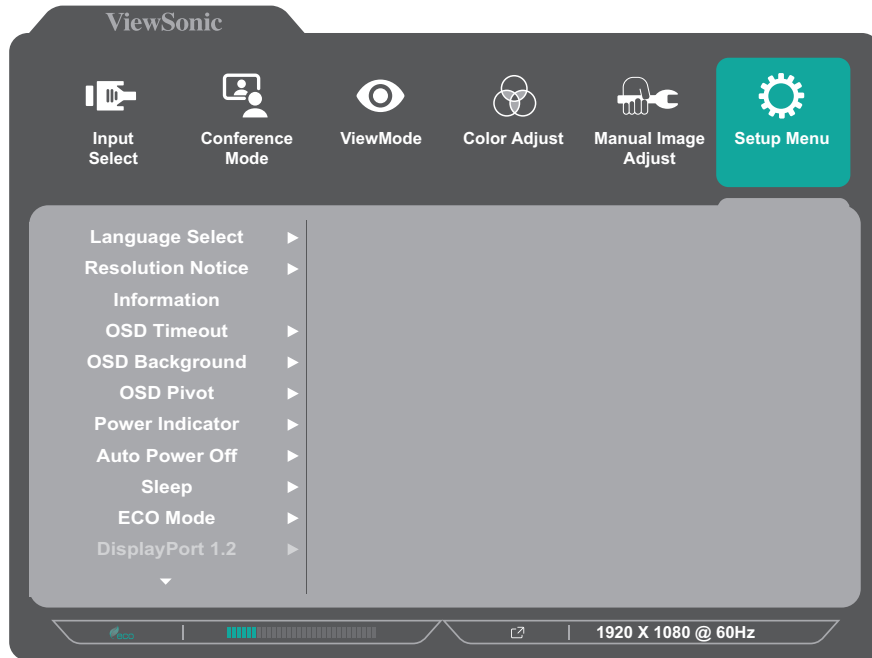 ViewSonic
Input
Select
Conference
Mode
ViewMode
Color Adjust
Manual Image
Adjust
Setup Menu
Language Select
Resolution Notice
Information
OSD Timeout
OSD Background
OSD Pivot
Power Indicator
Auto Power Off
Sleep
ECO Mode
DisplayPort 1.2
eco
1920 X 1080 @ 60Hz